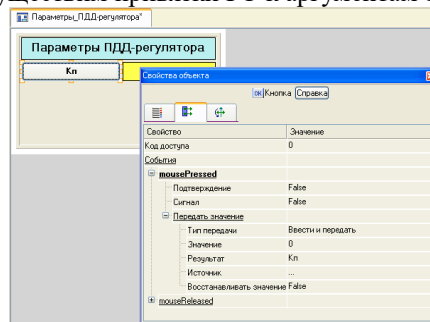 Параметры_ПДД-регулятора*
Параметры ПДД-регулятора
Кп
Свойства объекта
ок Кнопка Справка
Свойство Значение
Код доступа 0
События
mousePressed
Подтверждение False
Сигнал False
Передать значение
Тип передачи Ввести и передать
Значение 0
Результат Кп
Источник ...
Восстанавливать значение False
mouseReleased